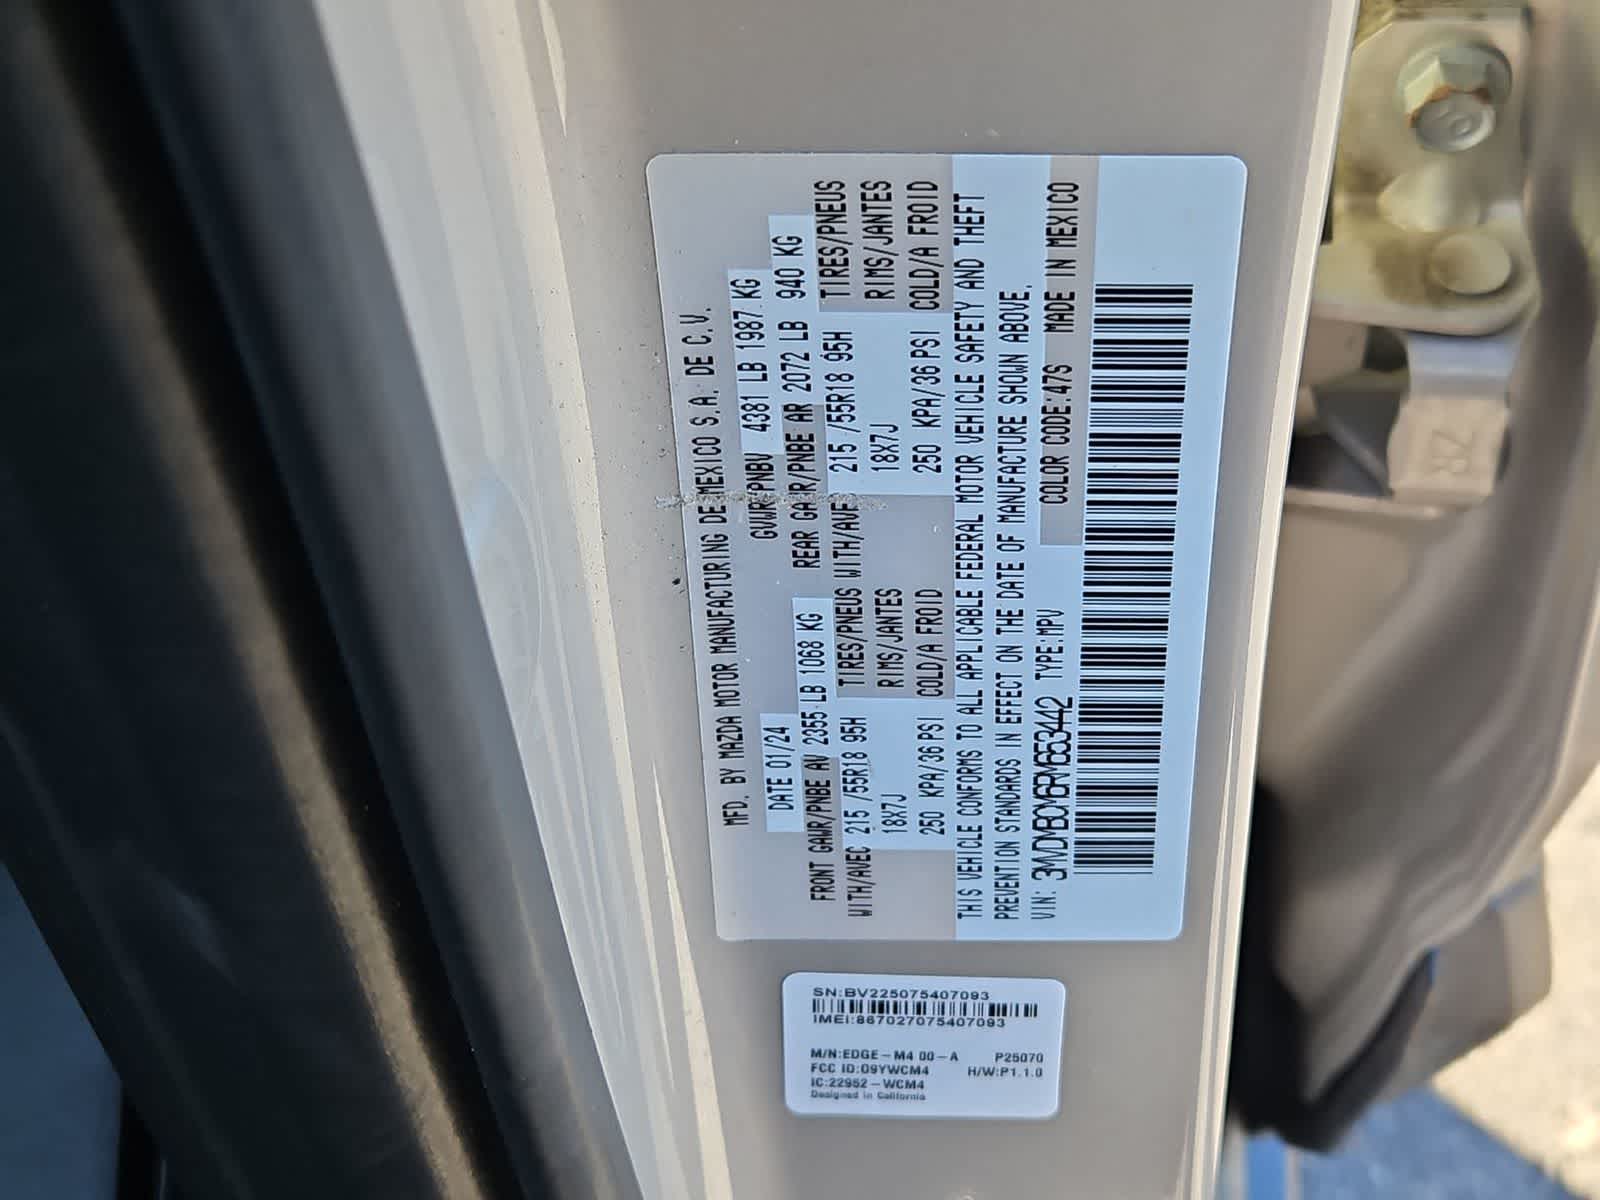 MFD. BY MAZDA MOTOR MANUFACTURING DE MEXICO S.A. DE C.V.
DATE 01/24 GVWR/PNBV 4381 LB 1987 KG
FRONT GAWR/PNBE AV 2355 LB 1068 KG REAR GAWR/PNBE AR 2072 LB 940 KG
WITH/AVEC 215 /55R18 95H TIRES/PNEUS WITH/AVEC 215 /55R18 95H TIRES/PNEUS
18X7J RIMS/JANTES 18X7J RIMS/JANTES
250 KPA/36 PSI COLD/A FROID 250 KPA/36 PSI COLD/A FROID
THIS VEHICLE CONFORMS TO ALL APPLICABLE FEDERAL MOTOR VEHICLE SAFETY AND THEFT
PREVENTION STANDARDS IN EFFECT ON THE DATE OF MANUFACTURE SHOWN ABOVE.
VIN: 3MVDMBCM6RM653442 TYPE:MPV COLOR CODE:47S MADE IN MEXICO
SN:BV225075407093
IMEI:867027075407093
M/N:EDGE-M4 00-A P25070
FCC ID:O9YWCM4 H/W:P1.1.0
IC:22952-WCM4
Designed in California
ZR